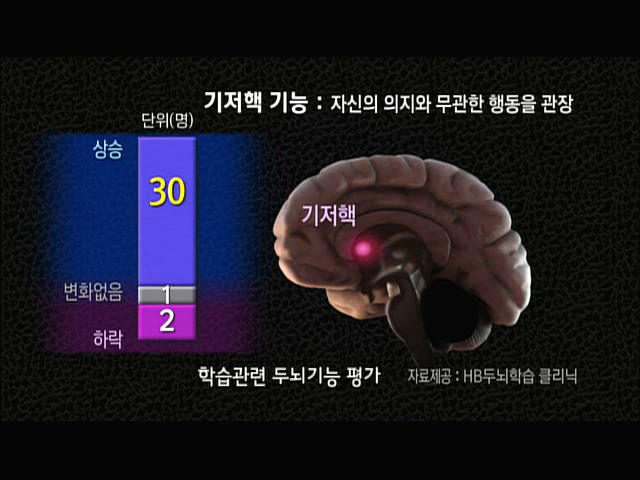 기저핵 기능 : 자신의 의지와 무관한 행동을 관장
단위(명)
상승
30
기저핵
변화없음
1
2
하락
학습관련 두뇌기능 평가
자료제공 : HB두뇌학습 클리닉